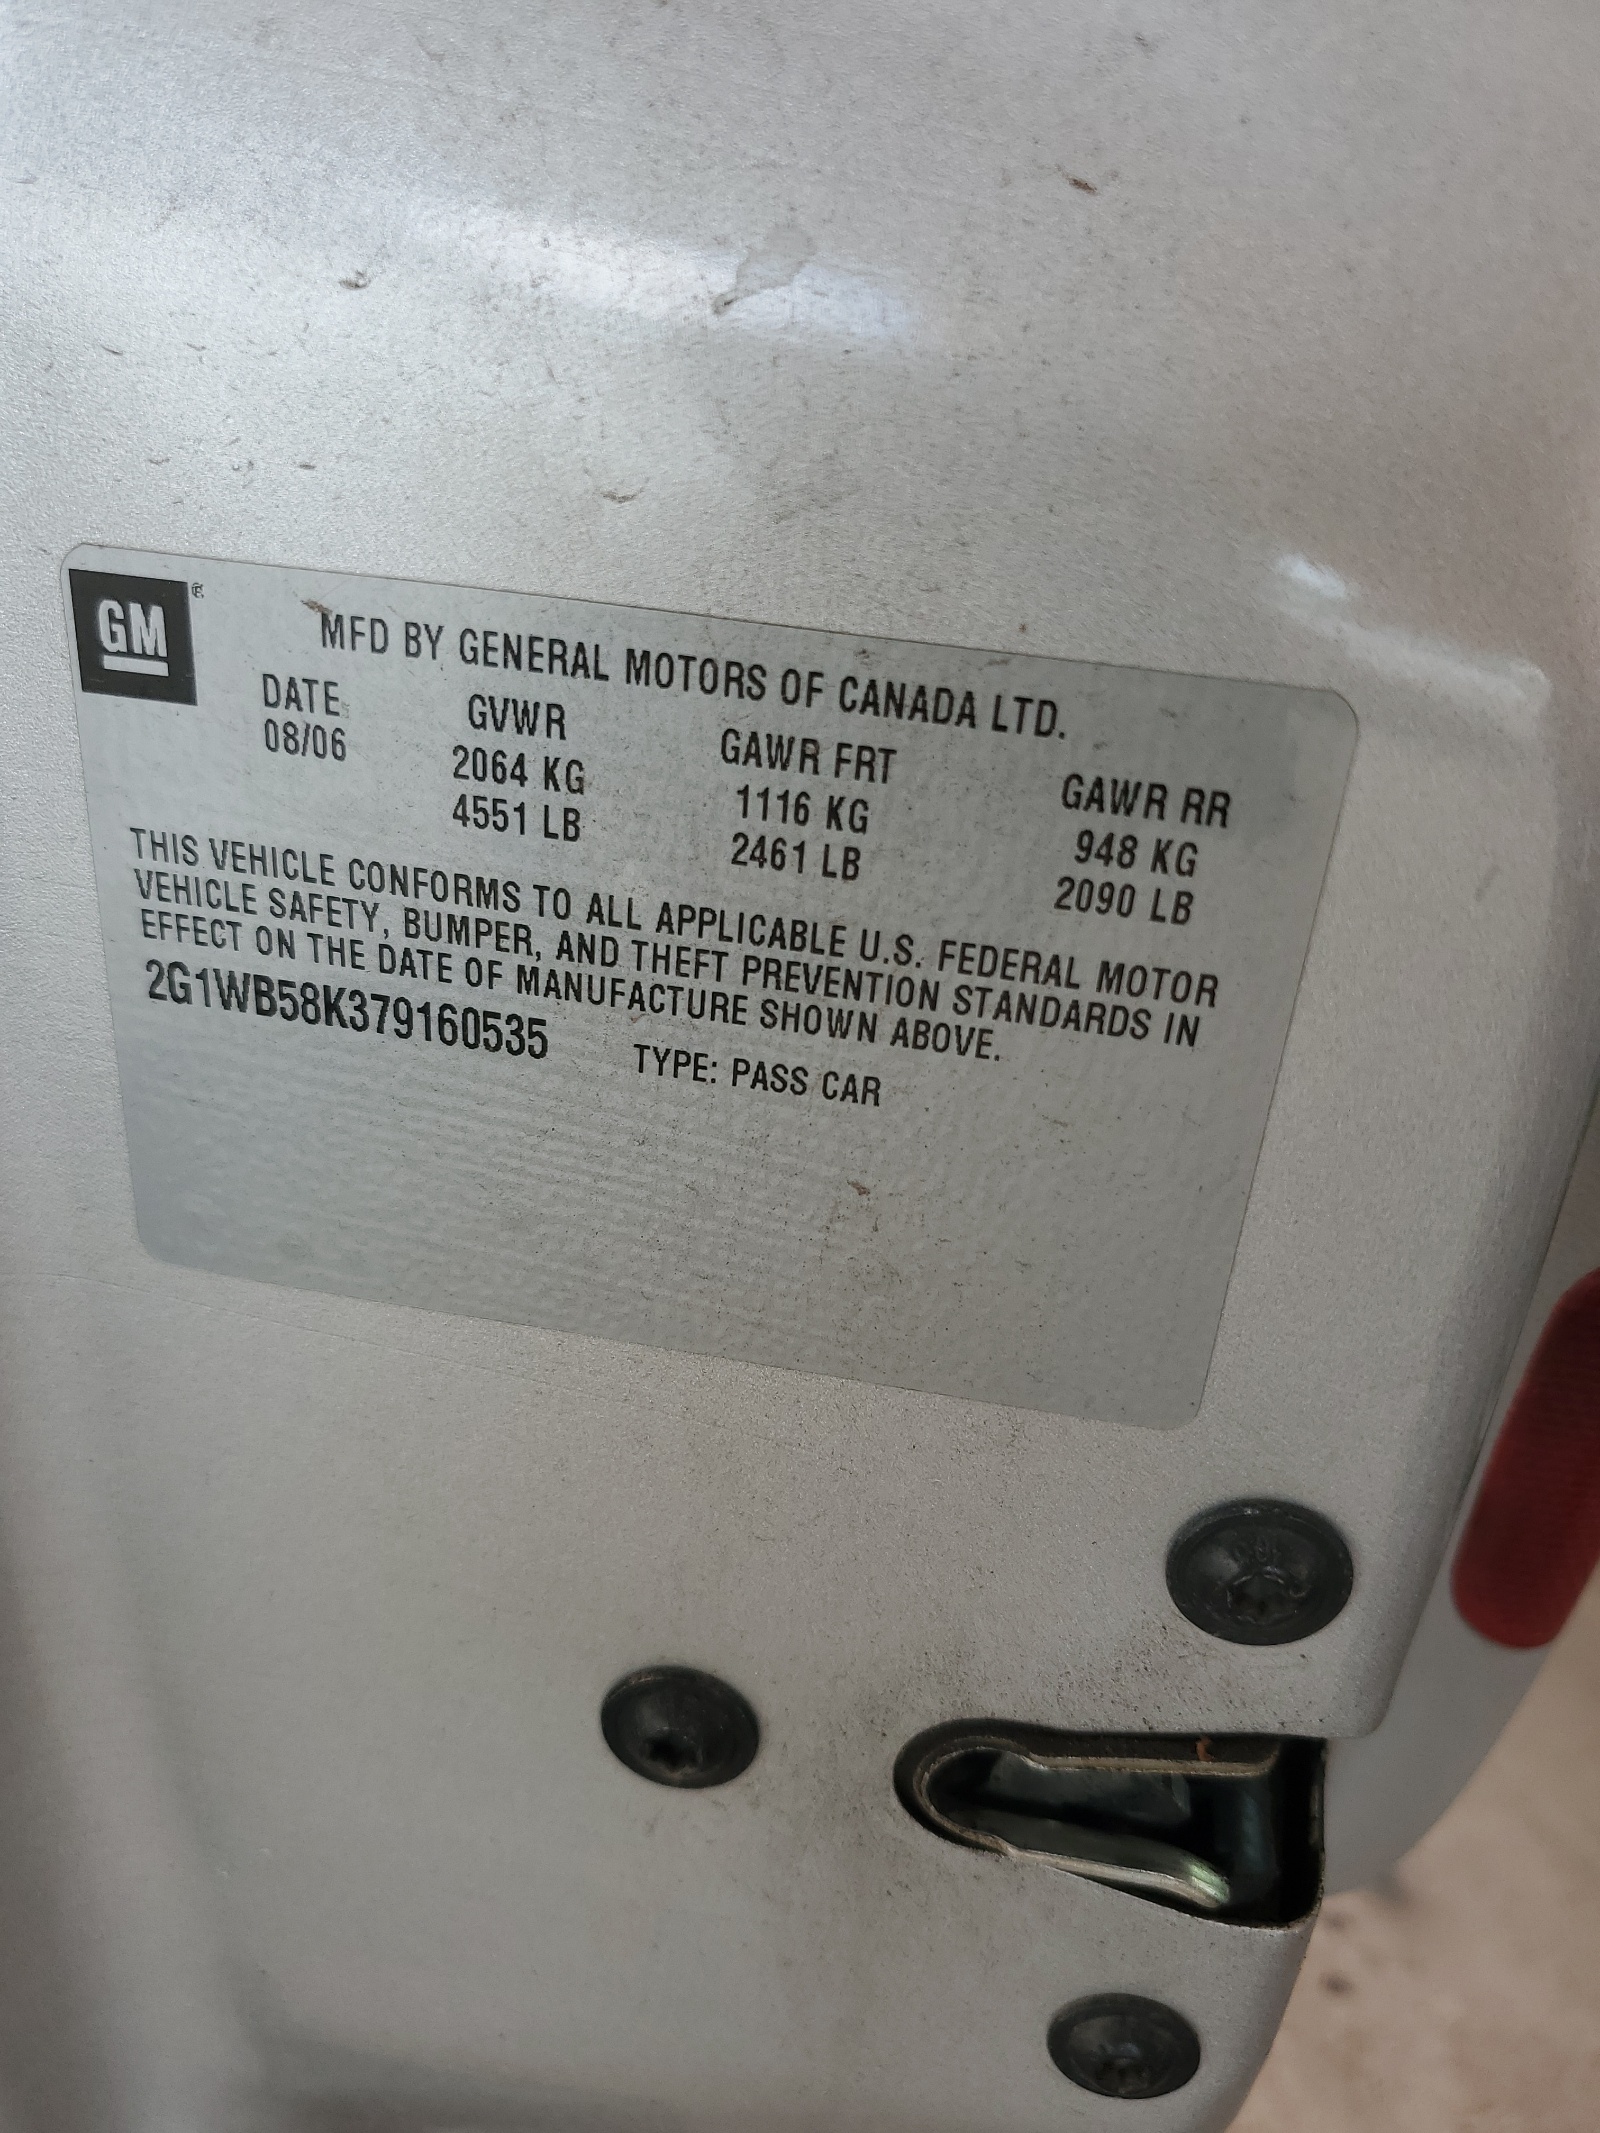 GM ®
MFD BY GENERAL MOTORS OF CANADA LTD.
DATE GVWR GAWR FRT GAWR RR
08/06 2064 KG 1116 KG 948 KG
4551 LB 2461 LB 2090 LB
THIS VEHICLE CONFORMS TO ALL APPLICABLE U.S. FEDERAL MOTOR
VEHICLE SAFETY, BUMPER, AND THEFT PREVENTION STANDARDS IN
EFFECT ON THE DATE OF MANUFACTURE SHOWN ABOVE.
2G1WB58K379160535 TYPE: PASS CAR